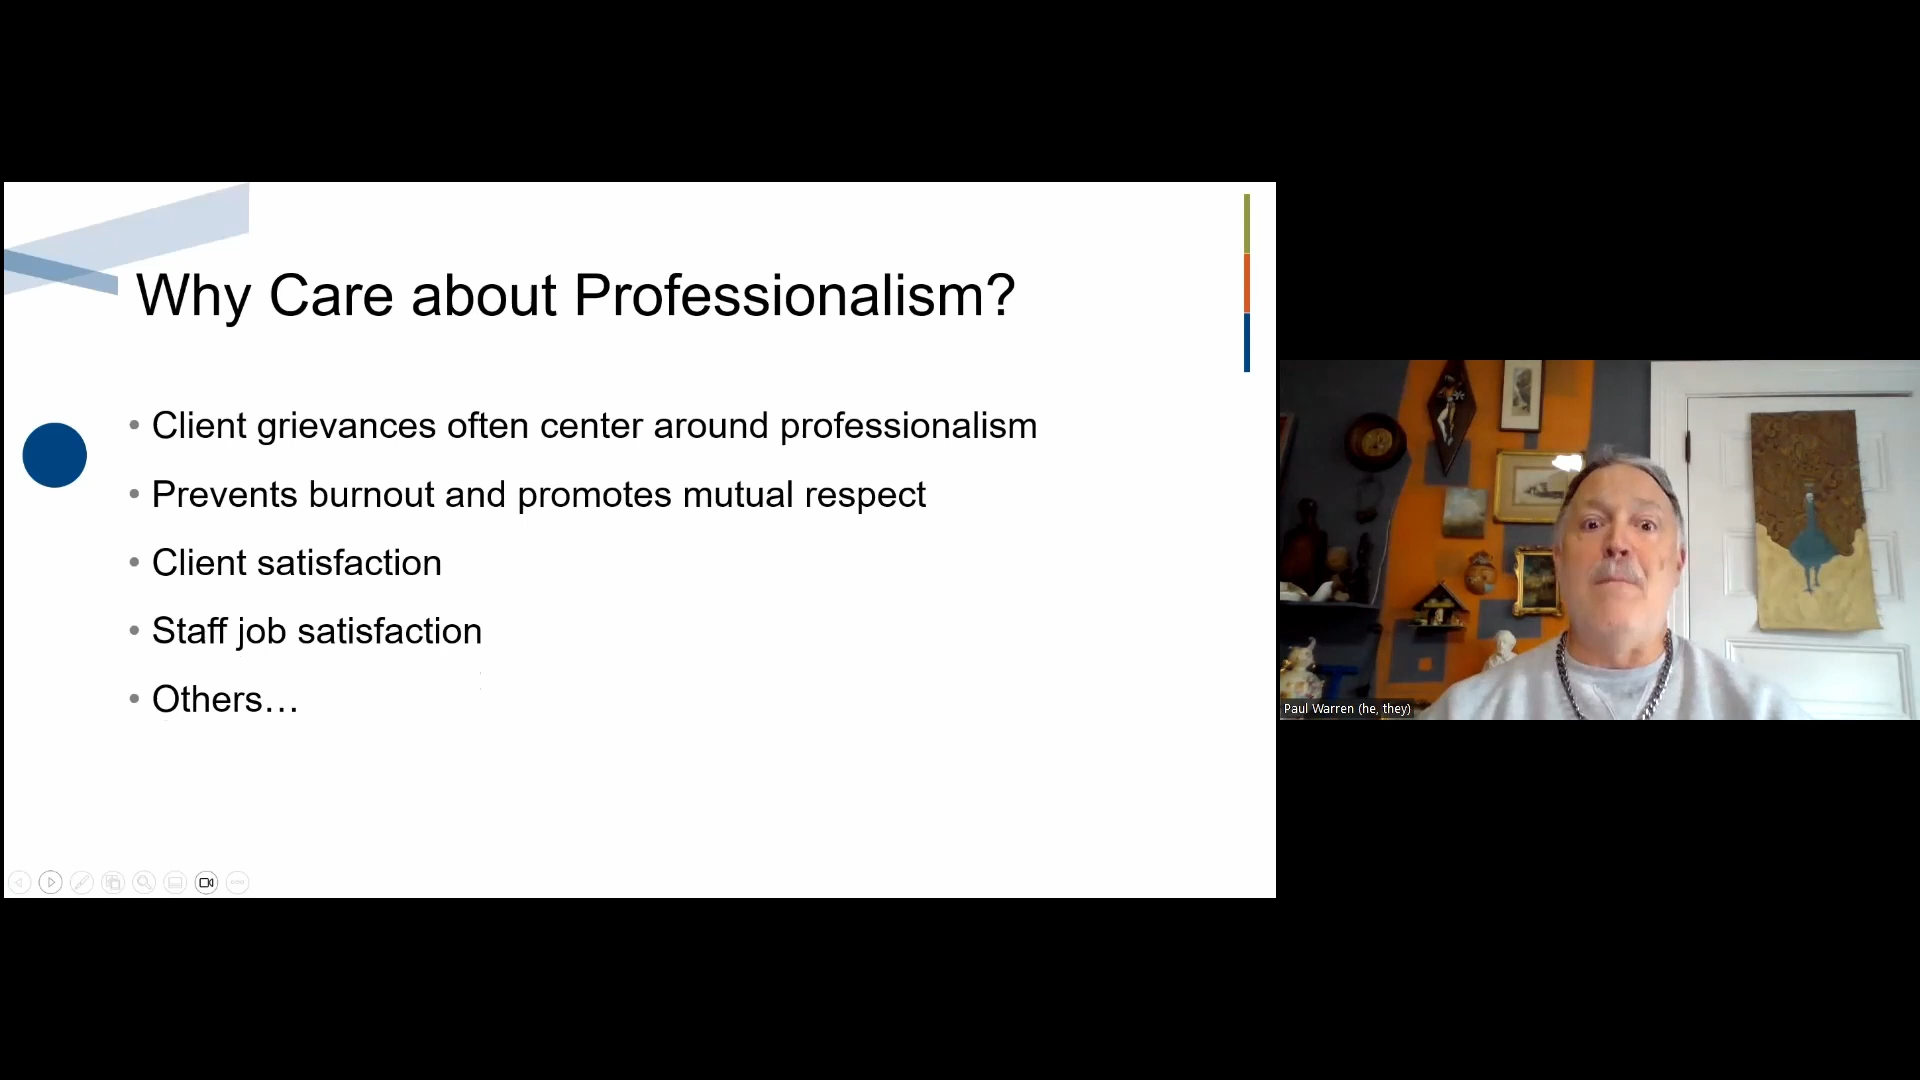 Why Care about Professionalism?
• Client grievances often center around professionalism
• Prevents burnout and promotes mutual respect
• Client satisfaction
• Staff job satisfaction
• Others…
Paul Warren (he, they)